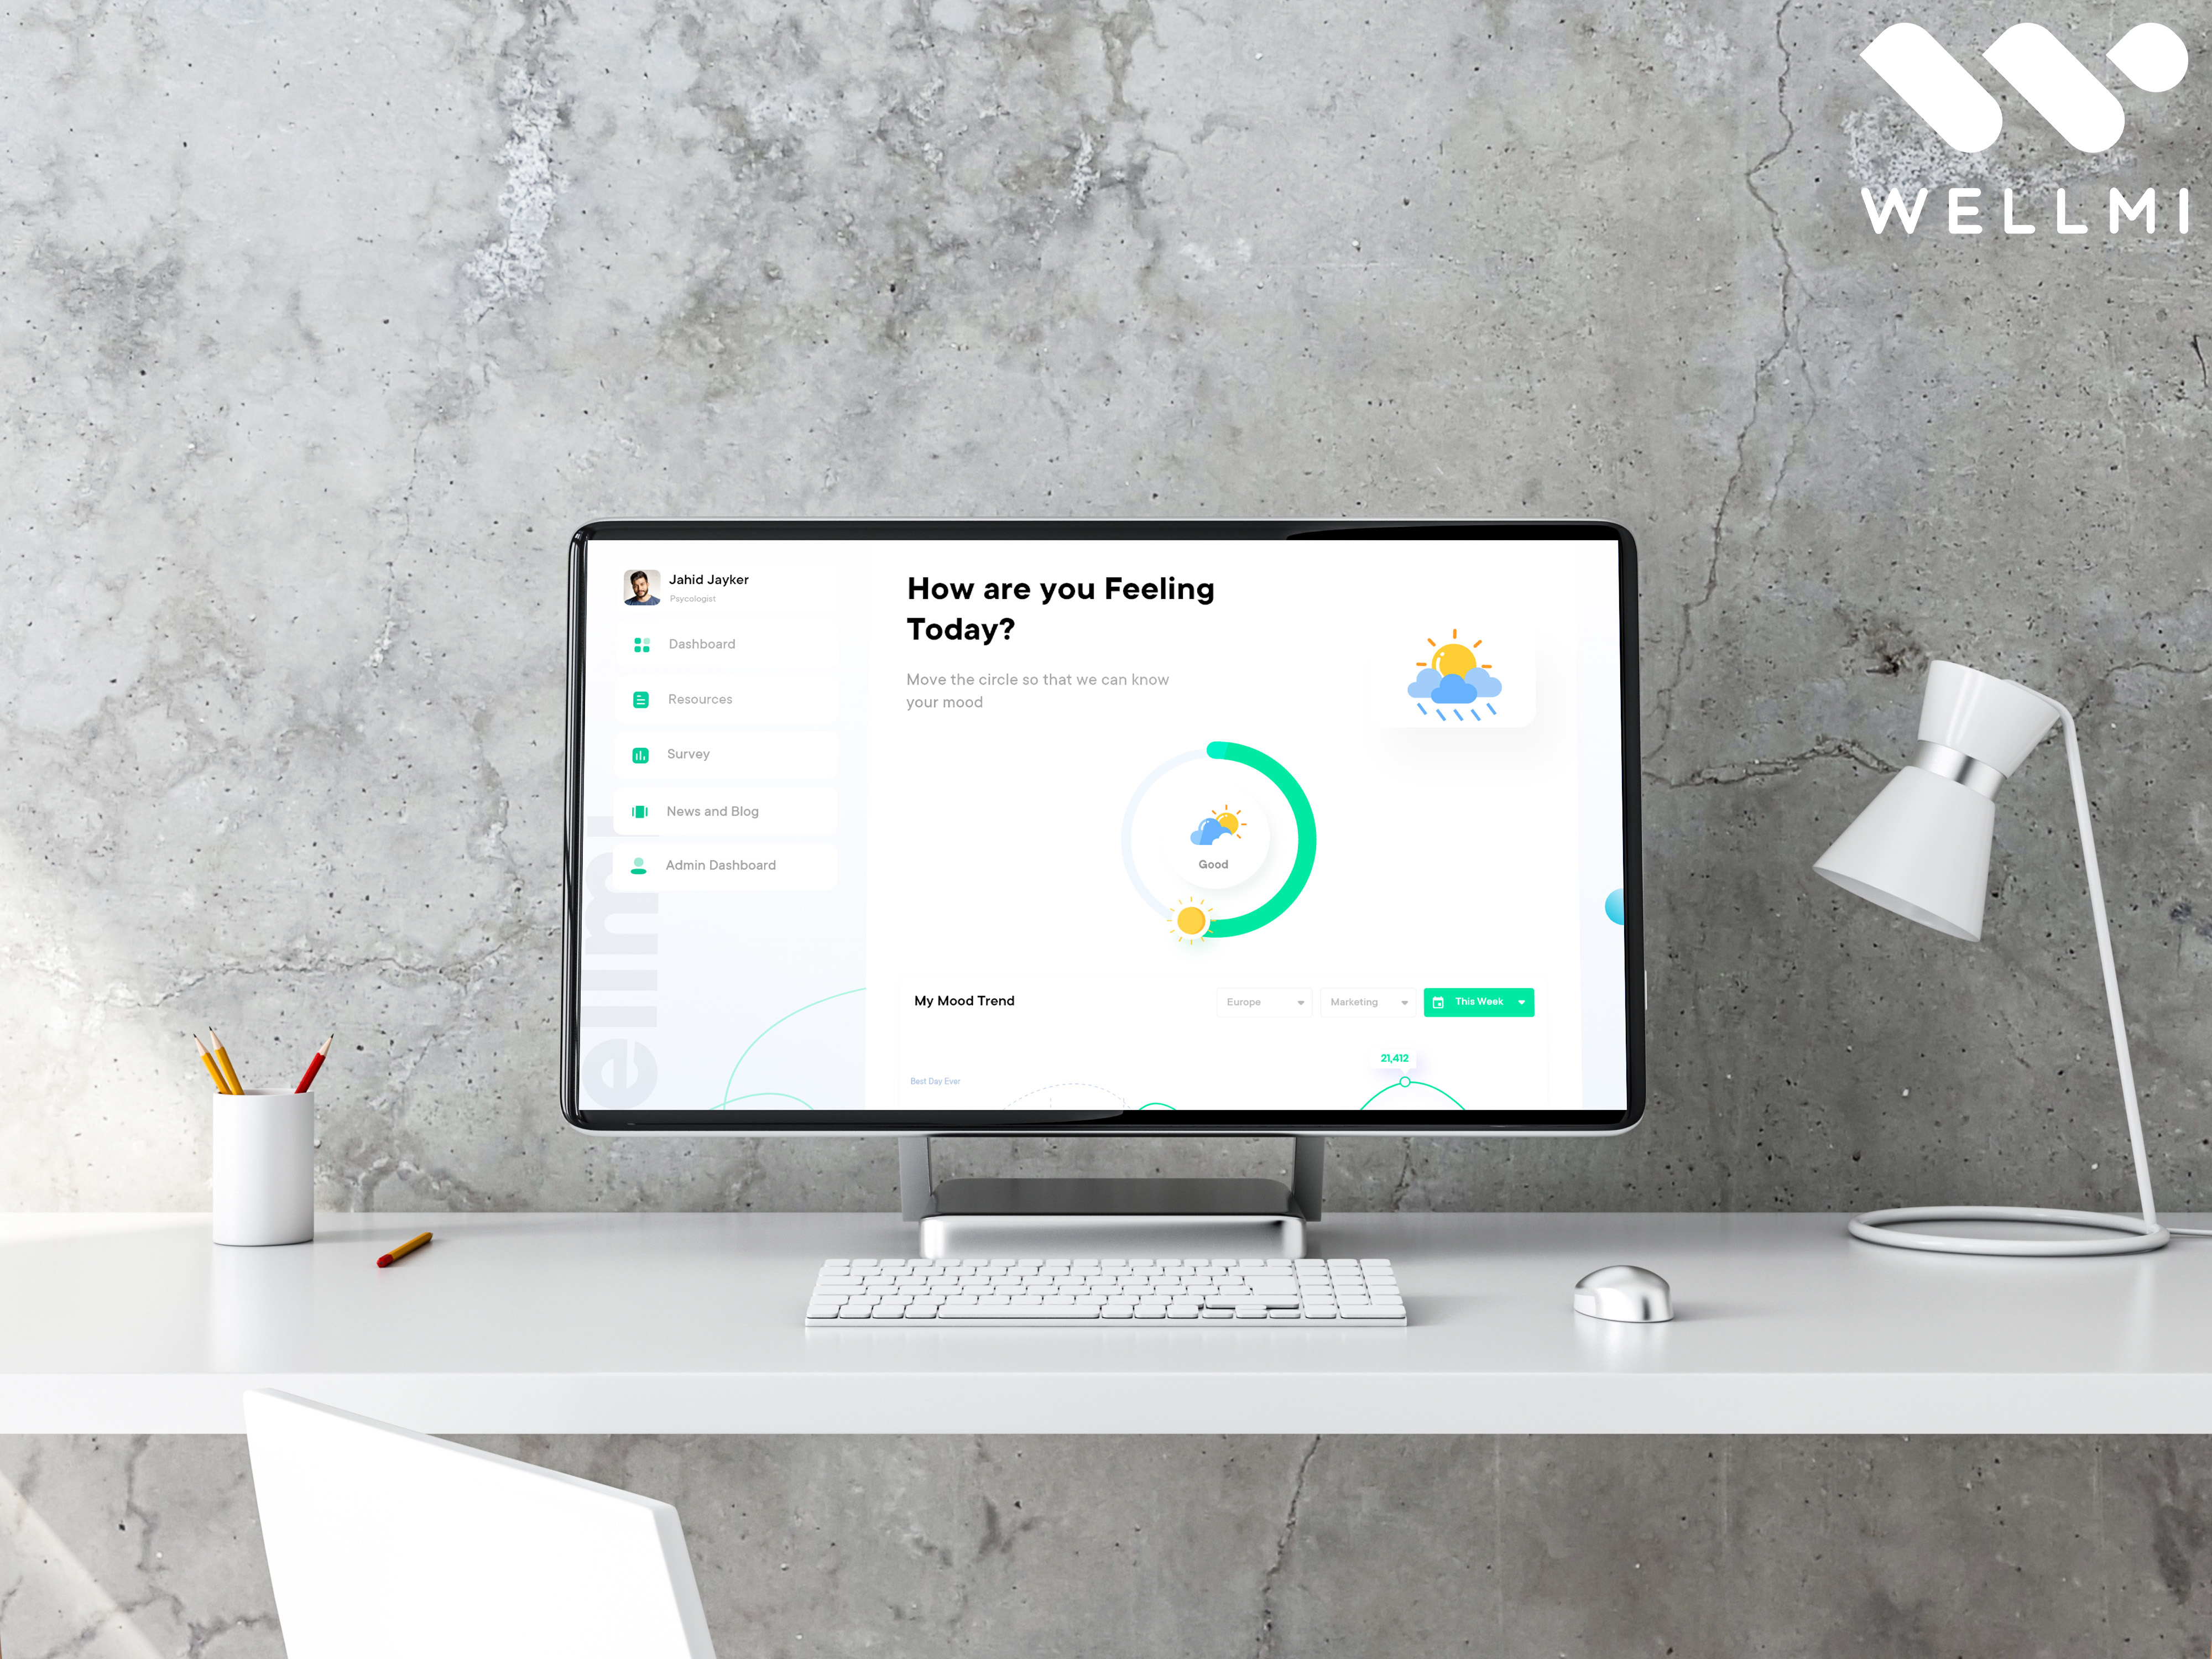 WELLMI
Jahid Jayker
Psycologist
Dashboard
Resources
Survey
News and Blog
Admin Dashboard
ellmi
How are you Feeling
Today?
Move the circle so that we can know
your mood
Good
My Mood Trend
Europe
Marketing
This Week
21,412
Best Day Ever